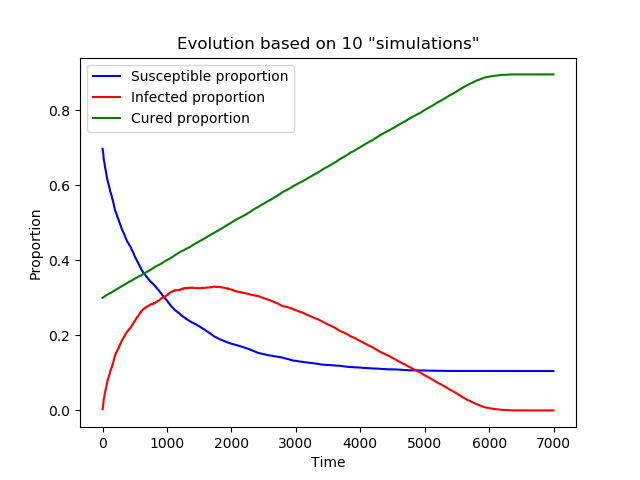 Evolution based on 10 "simulations"
Susceptible proportion
Infected proportion
Cured proportion
Proportion
0.8
0.6
0.4
0.2
0.0
0 1000 2000 3000 4000 5000 6000 7000
Time